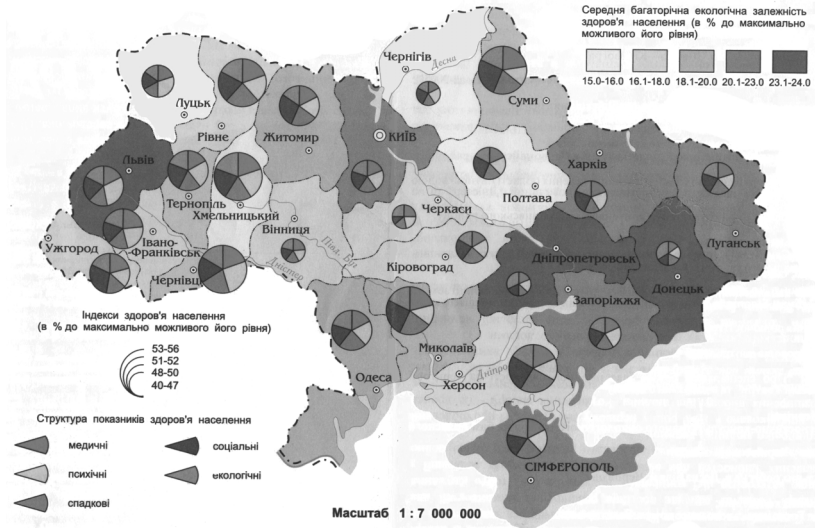 Середня багаторічна екологічна залежність
здоров'я населення (в % до максимально
можливого його рівня)
15.0-16.0 16.1-18.0 18.1-20.0 20.1-23.0 23.1-24.0
Чернігів
Десна
Суми
Луцьк
Рівне
Житомир
КИЇВ
Львів
Харків
Тернопіль
Хмельницький
Полтава
Черкаси
Вінниця
Ужгород
Івано-
-Франківськ
Півд. Буг
Луганськ
Дніпропетровськ
Кіровоград
Чернівці
Дністер
Донецьк
Запоріжжя
Індекси здоров'я населення
(в % до максимально можливого його рівня)
53-56
51-52
48-50
40-47
Миколаїв
Дніпро
Одеса
Херсон
Структура показників здоров'я населення
медичні соціальні
психічні екологічні
спадкові
СІМФЕРОПОЛЬ
Масштаб 1 : 7 000 000